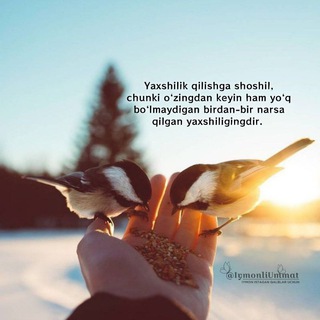 Yaxshilik qilishga shoshil,
chunki o‘zingdan keyin ham yo‘q
bo‘lmaydigan birdan-bir narsa
qilgan yaxshiligingdir.
@IymonliUmmat